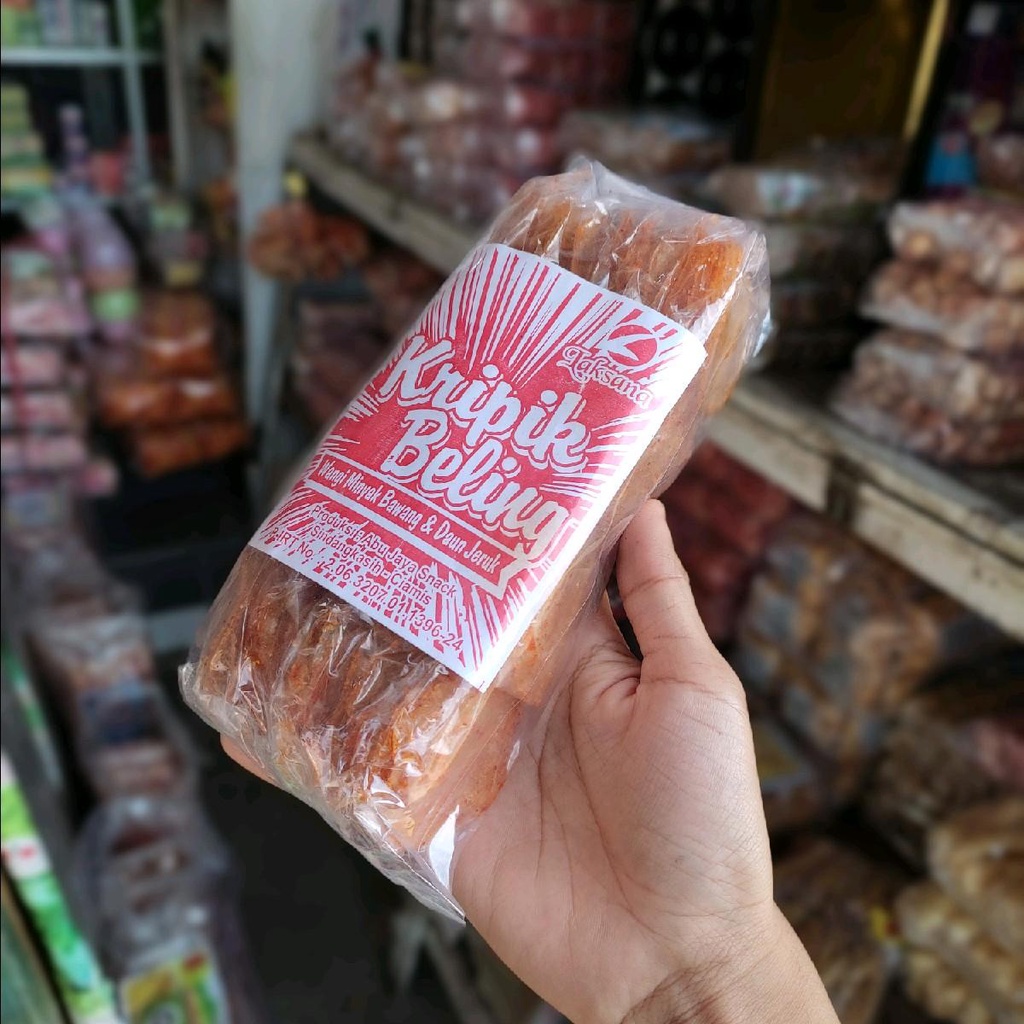 Laksana
Kripik
Beling
Wangi Minyak Bawang & Daun Jeruk
Produksi: Abu Jaya Snack
Sindangkasih - Ciamis
PIRT No. : 2.06.3207.01.1396-24